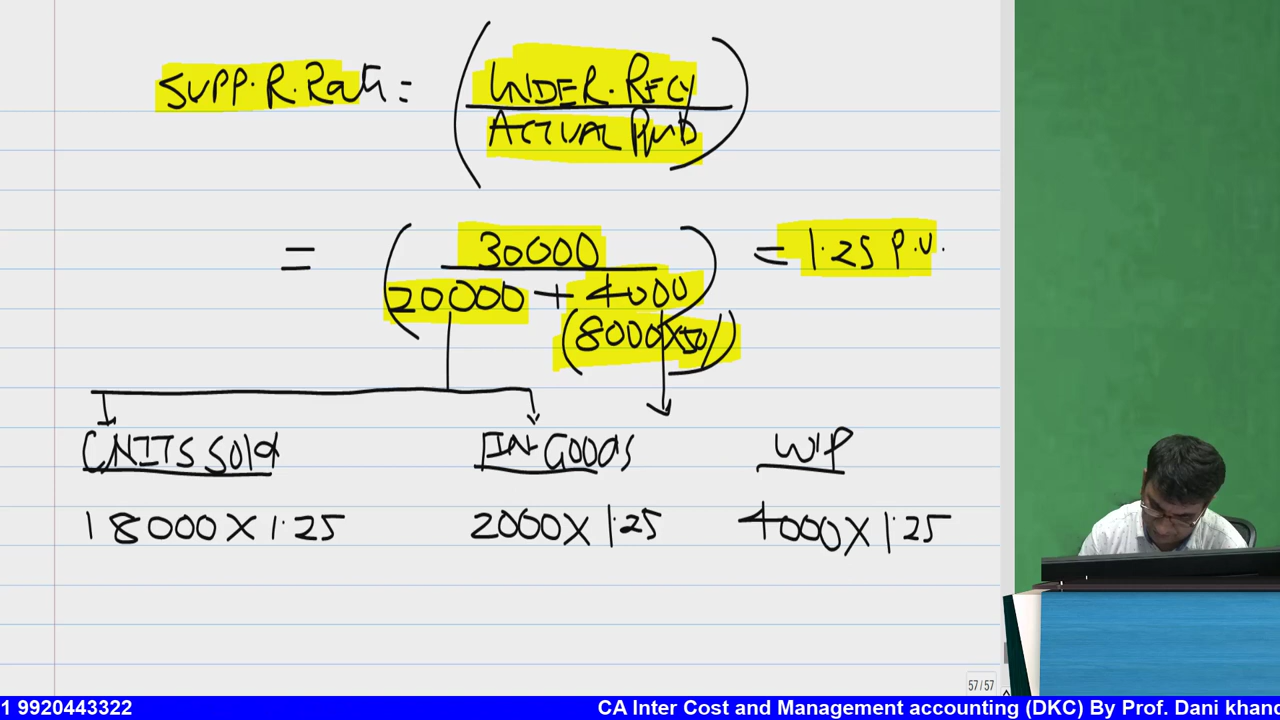 SUPP. R. Rate = (UNDER. RECY / ACTUAL Prod)
= (30000 / 20000 + 4000) = 1.25 P.U.
(8000 X 50%)
UNITS Sold FIN Goods WIP
18000 X 1.25 2000 X 1.25 4000 X 1.25
57/57
1 9920443322 CA Inter Cost and Management accounting (DKC) By Prof. Dani khand